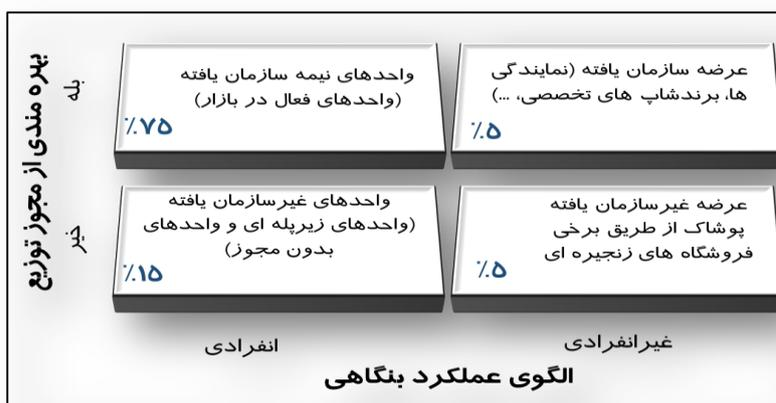 بهره مندی از مجوز توزیع
بله
خیر
عرضه سازمان یافته (نمایندگی
ها، برندشاپ های تخصصی، ...)
٪۵
واحدهای نیمه سازمان یافته
(واحدهای فعال در بازار)
٪۷۵
عرضه غیرسازمان یافته
پوشاک از طریق برخی
فروشگاه های زنجیره ای
٪۵
واحدهای غیرسازمان یافته
(واحدهای زیرپله ای و واحدهای
بدون مجوز)
٪۱۵
غیرانفرادی
انفرادی
الگوی عملکرد بنگاهی